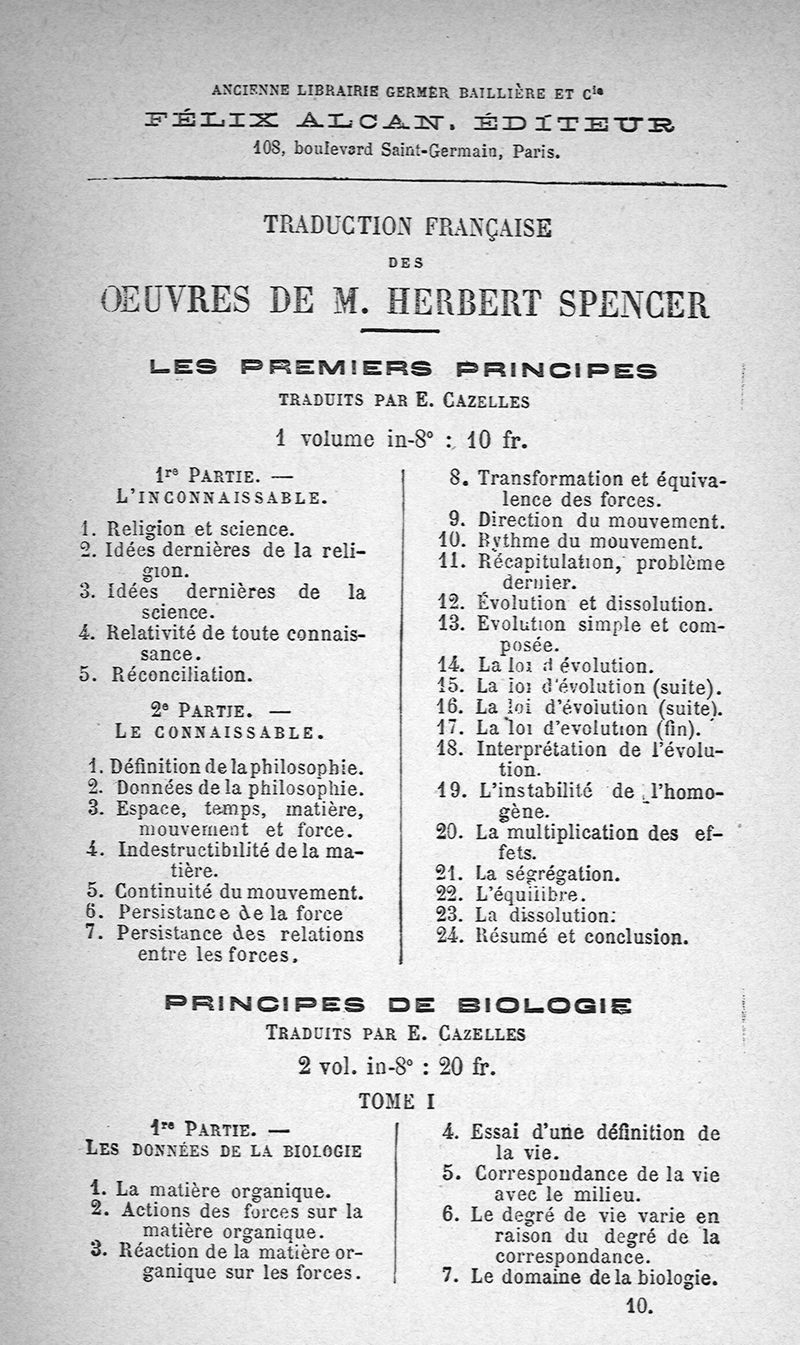 ANCIENNE LIBRAIRIE GERMER BAILLIÈRE ET Cie
FÉLIX ALCAN, ÉDITEUR
108, boulevard Saint-Germain, Paris.
TRADUCTION FRANÇAISE
DES
OEUVRES DE M. HERBERT SPENCER
LES PREMIERS PRINCIPES
TRADUITS PAR E. CAZELLES
1 volume in-8° : 10 fr.
1re PARTIE. —
L'INCONNAISSABLE.
1. Religion et science.
2. Idées dernières de la reli-
gion.
3. Idées dernières de la
science.
4. Relativité de toute connais-
sance.
5. Réconciliation.
2e PARTIE. —
LE CONNAISSABLE.
1. Définition de la philosophie.
2. Données de la philosophie.
3. Espace, temps, matière,
mouvement et force.
4. Indestructibilité de la ma-
tière.
5. Continuité du mouvement.
6. Persistance de la force
7. Persistance des relations
entre les forces.
8. Transformation et équiva-
lence des forces.
9. Direction du mouvement.
10. Rythme du mouvement.
11. Récapitulation, problème
dernier.
12. Évolution et dissolution.
13. Evolution simple et com-
posée.
14. La loi d'évolution.
15. La loi d'évolution (suite).
16. La loi d'évolution (suite).
17. La loi d'evolution (fin).
18. Interprétation de l'évolu-
tion.
19. L'instabilité de l'homo-
gène.
20. La multiplication des ef-
fets.
21. La ségrégation.
22. L'équilibre.
23. La dissolution:
24. Résumé et conclusion.
PRINCIPES DE BIOLOGIE
TRADUITS PAR E. CAZELLES
2 vol. in-8° : 20 fr.
TOME I
1re PARTIE. —
LES DONNÉES DE LA BIOLOGIE
1. La matière organique.
2. Actions des forces sur la
matière organique.
3. Réaction de la matière or-
ganique sur les forces.
4. Essai d'une définition de
la vie.
5. Correspondance de la vie
avec le milieu.
6. Le degré de vie varie en
raison du degré de la
correspondance.
7. Le domaine de la biologie.
10.